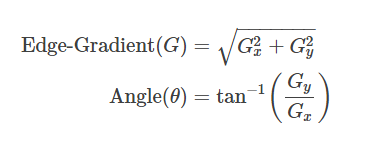 Edge-Gradient(G) = √(G_x^2 + G_y^2)
Angle(θ) = tan^{-1}(G_y/G_x)